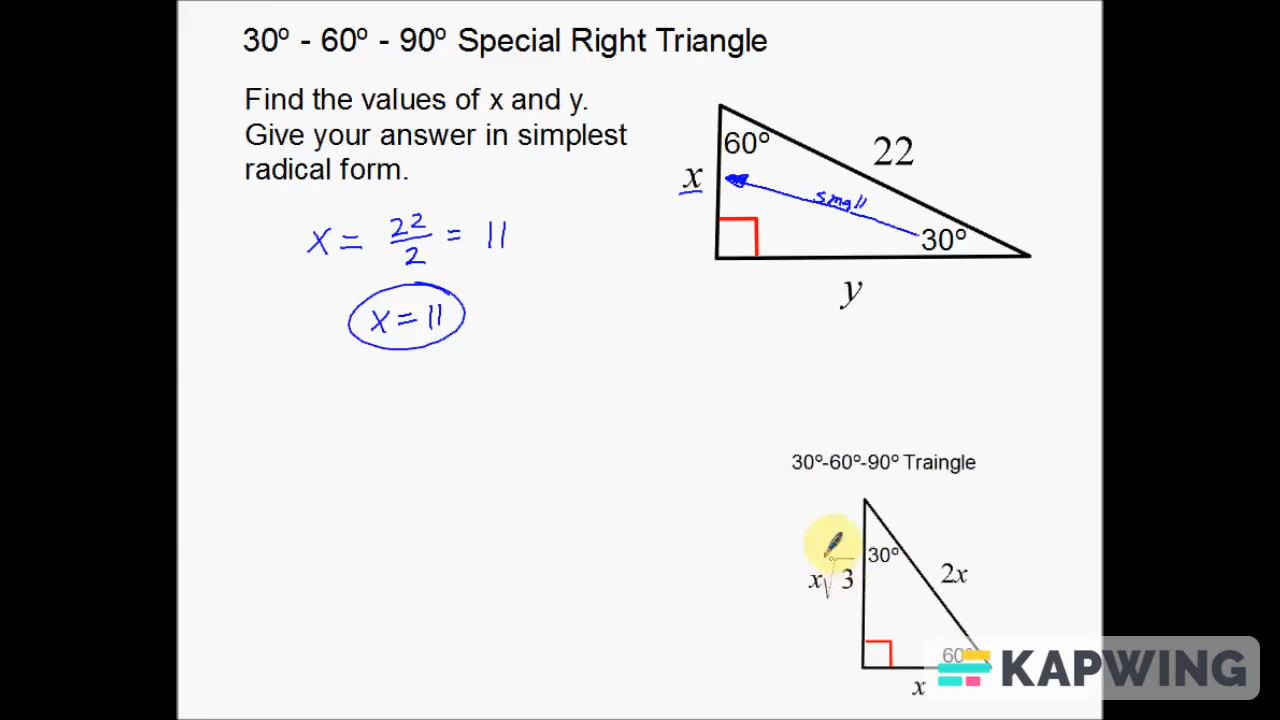 30º - 60º - 90º Special Right Triangle
Find the values of x and y.
Give your answer in simplest
radical form.
x = 22/2 = 11
x = 11
60º
22
x
small
30º
y
30º-60º-90º Traingle
30º
x√3
2x
60º
x
KAPWING